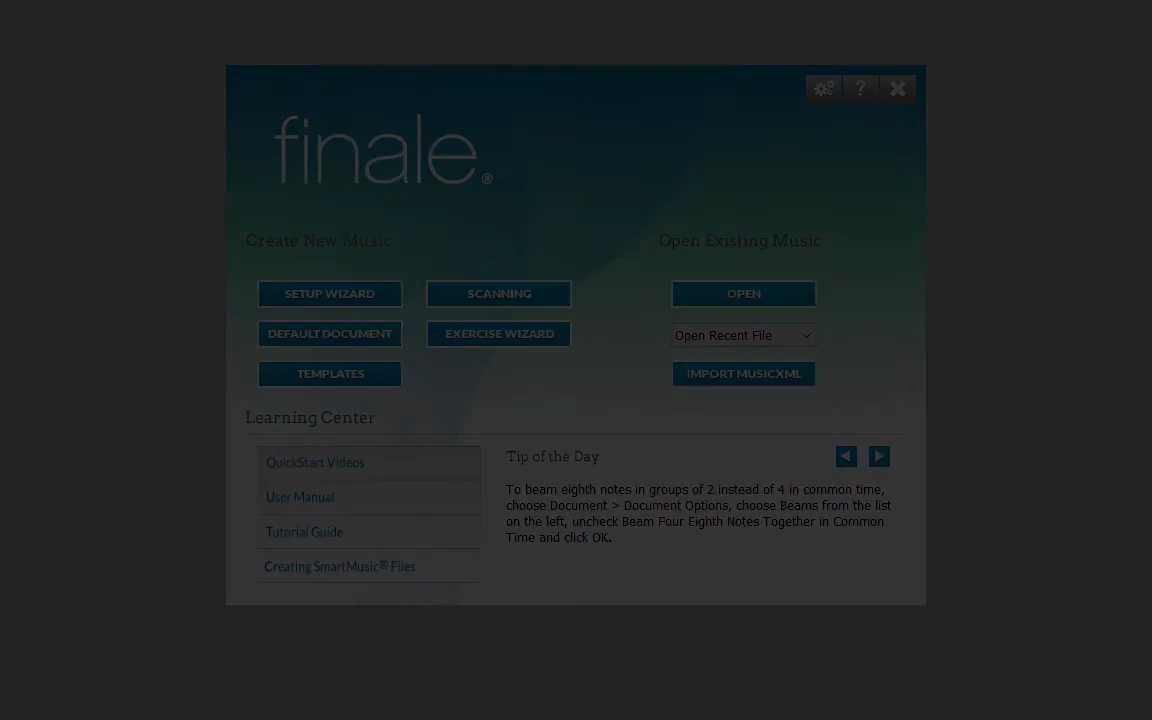 finale®
Create New Music
Open Existing Music
SETUP WIZARD
SCANNING
OPEN
DEFAULT DOCUMENT
EXERCISE WIZARD
Open Recent File
TEMPLATES
IMPORT MUSICXML
Learning Center
QuickStart Videos
User Manual
Tutorial Guide
Creating SmartMusic® Files
Tip of the Day
To beam eighth notes in groups of 2 instead of 4 in common time,
choose Document > Document Options, choose Beams from the list
on the left, uncheck Beam Four Eighth Notes Together in Common
Time and click OK.